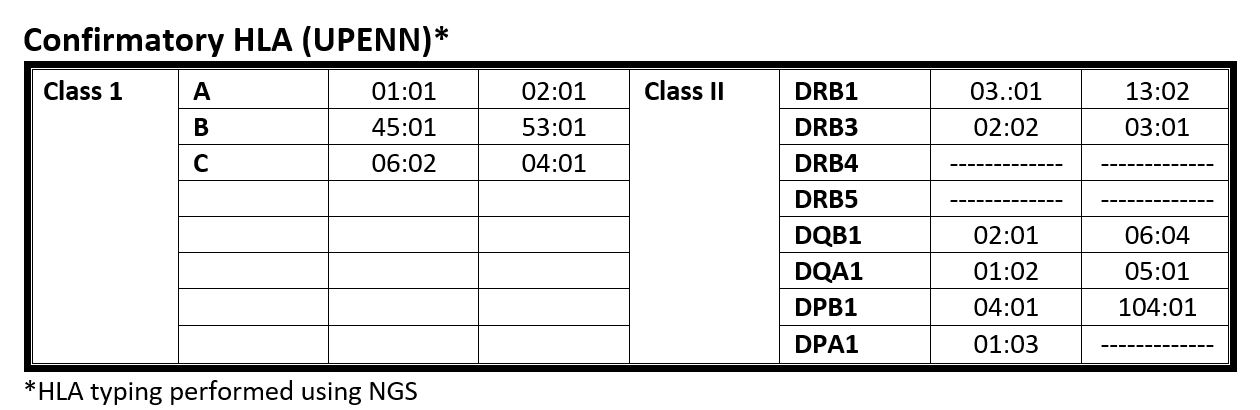 Confirmatory HLA (UPENN)*
Class 1 A 01:01 02:01 Class II DRB1 03.:01 13:02
B 45:01 53:01 DRB3 02:02 03:01
C 06:02 04:01 DRB4 ------------- -------------
DRB5 ------------- -------------
DQB1 02:01 06:04
DQA1 01:02 05:01
DPB1 04:01 104:01
DPA1 01:03 -------------
*HLA typing performed using NGS